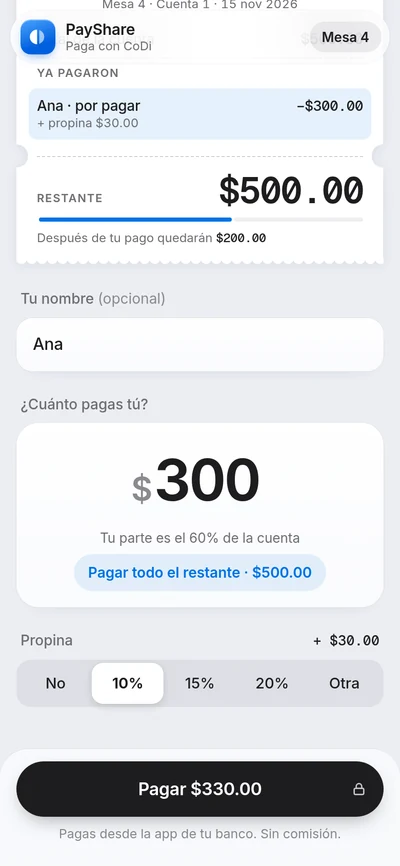 Mesa 4 · Cuenta 1 · 15 nov 2026
PayShare
Paga con CoDi
Mesa 4
YA PAGARON
Ana · por pagar
−$300.00
+ propina $30.00
RESTANTE
$500.00
Después de tu pago quedarán $200.00
Tu nombre (opcional)
Ana
¿Cuánto pagas tú?
$300
Tu parte es el 60% de la cuenta
Pagar todo el restante · $500.00
Propina
+ $30.00
No
10%
15%
20%
Otra
Pagar $330.00
Pagas desde la app de tu banco. Sin comisión.